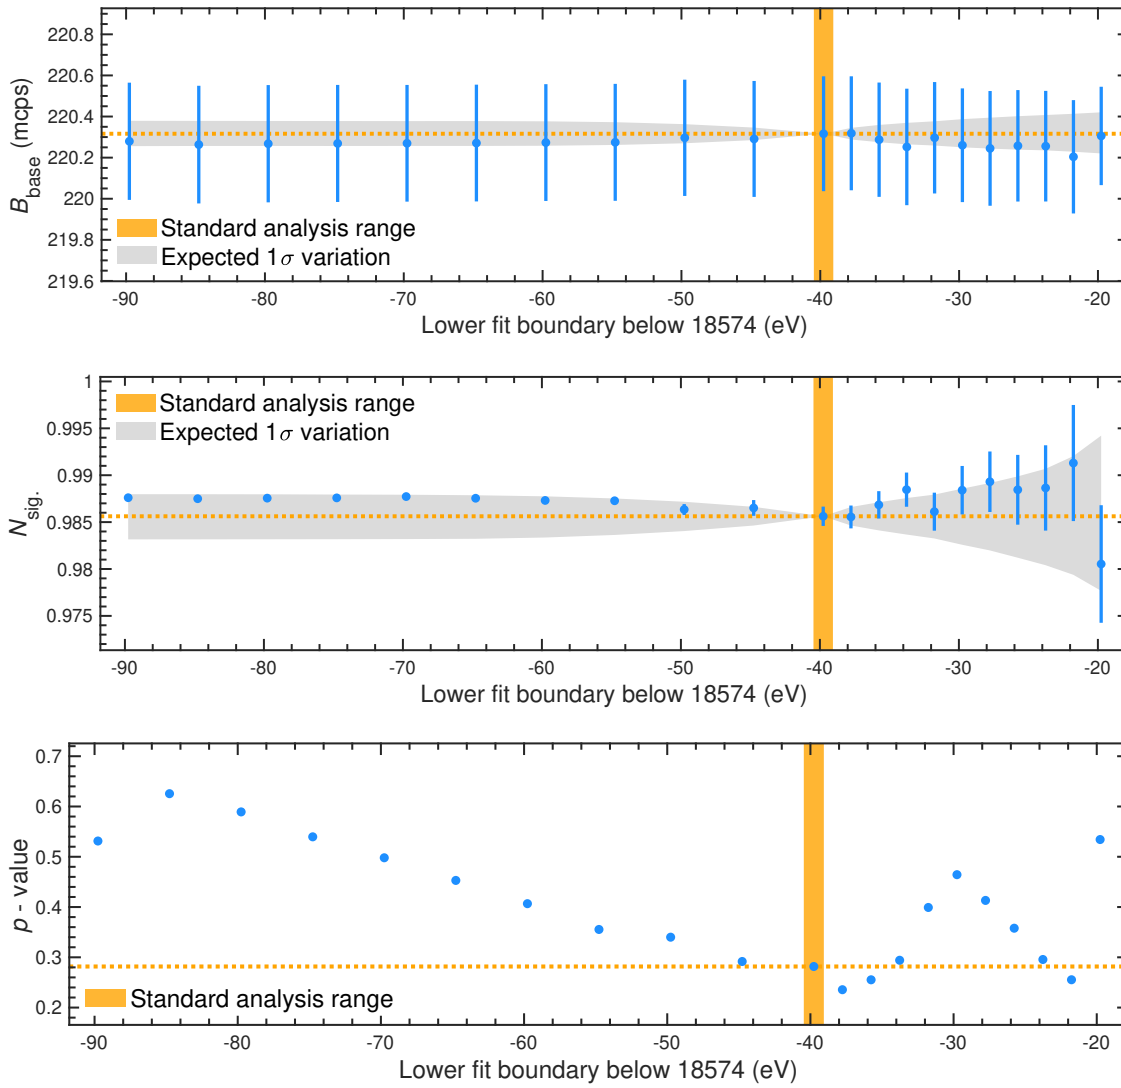 220.8
220.6
220.4
220.2
220
219.8
219.6
B_base (mcps)
Standard analysis range
Expected 1σ variation
-90 -80 -70 -60 -50 -40 -30 -20
Lower fit boundary below 18574 (eV)
1
0.995
0.99
0.985
0.98
0.975
N_sig.
Standard analysis range
Expected 1σ variation
-90 -80 -70 -60 -50 -40 -30 -20
Lower fit boundary below 18574 (eV)
0.7
0.6
0.5
0.4
0.3
0.2
p - value
Standard analysis range
-90 -80 -70 -60 -50 -40 -30 -20
Lower fit boundary below 18574 (eV)